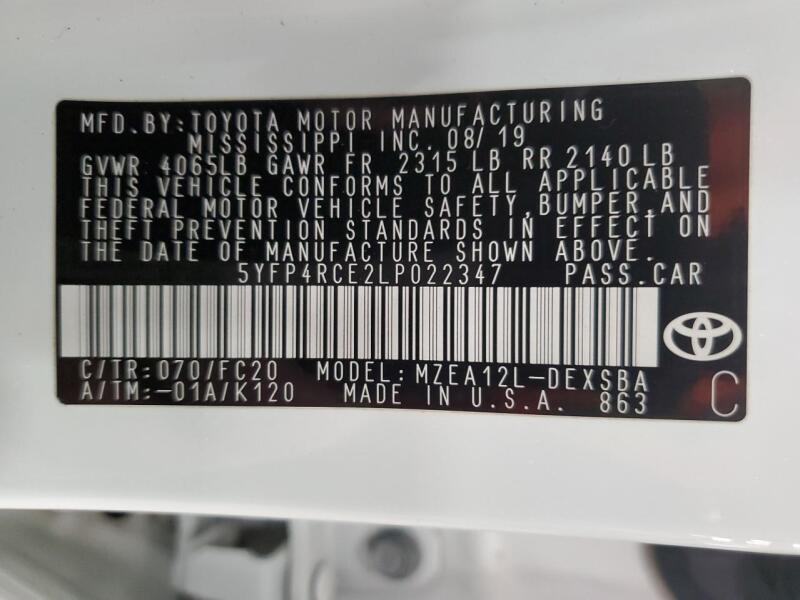 MFD. BY: TOYOTA MOTOR MANUFACTURING
MISSISSIPPI INC. 08/19
GVWR 4065LB GAWR FR 2315 LB RR 2140 LB
THIS VEHICLE CONFORMS TO ALL APPLICABLE
FEDERAL MOTOR VEHICLE SAFETY, BUMPER, AND
THEFT PREVENTION STANDARDS IN EFFECT ON
THE DATE OF MANUFACTURE SHOWN ABOVE.
5YFP4RCE2LP022347 PASS.CAR
C/TR: 070/FC20 MODEL: MZEA12L-DEXSBA
A/TM:-01A/K120 MADE IN U.S.A. 863 C